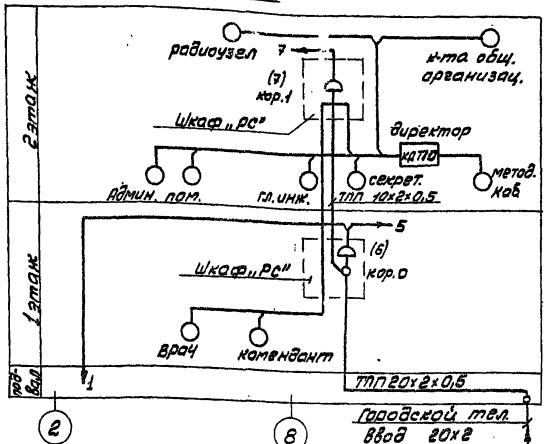 2 этаж
радиоузел
7
к-та общ.
организац.
(7)
кор.1
Шкаф „РС"
директор
КДПО
Админ. пом.
гл. инж.
секрет.
метод.
каб.
ТПП 10×2×0,5
1 этаж
5
(6)
кор.0
Шкаф „РС"
врач
комендант
под-
вал
1
ТПП 20×2×0,5
2
8
Городской тел.
ввод 20×2